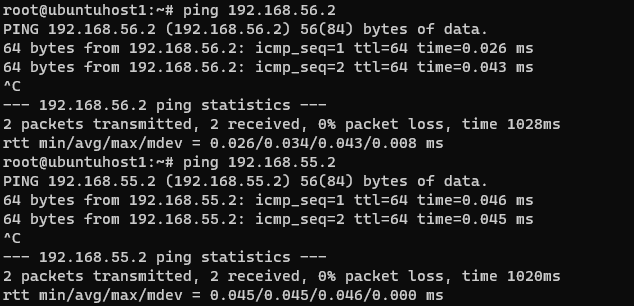 root@ubuntuhost1:~# ping 192.168.56.2
PING 192.168.56.2 (192.168.56.2) 56(84) bytes of data.
64 bytes from 192.168.56.2: icmp_seq=1 ttl=64 time=0.026 ms
64 bytes from 192.168.56.2: icmp_seq=2 ttl=64 time=0.043 ms
^C
--- 192.168.56.2 ping statistics ---
2 packets transmitted, 2 received, 0% packet loss, time 1028ms
rtt min/avg/max/mdev = 0.026/0.034/0.043/0.008 ms
root@ubuntuhost1:~# ping 192.168.55.2
PING 192.168.55.2 (192.168.55.2) 56(84) bytes of data.
64 bytes from 192.168.55.2: icmp_seq=1 ttl=64 time=0.046 ms
64 bytes from 192.168.55.2: icmp_seq=2 ttl=64 time=0.045 ms
^C
--- 192.168.55.2 ping statistics ---
2 packets transmitted, 2 received, 0% packet loss, time 1020ms
rtt min/avg/max/mdev = 0.045/0.045/0.046/0.000 ms